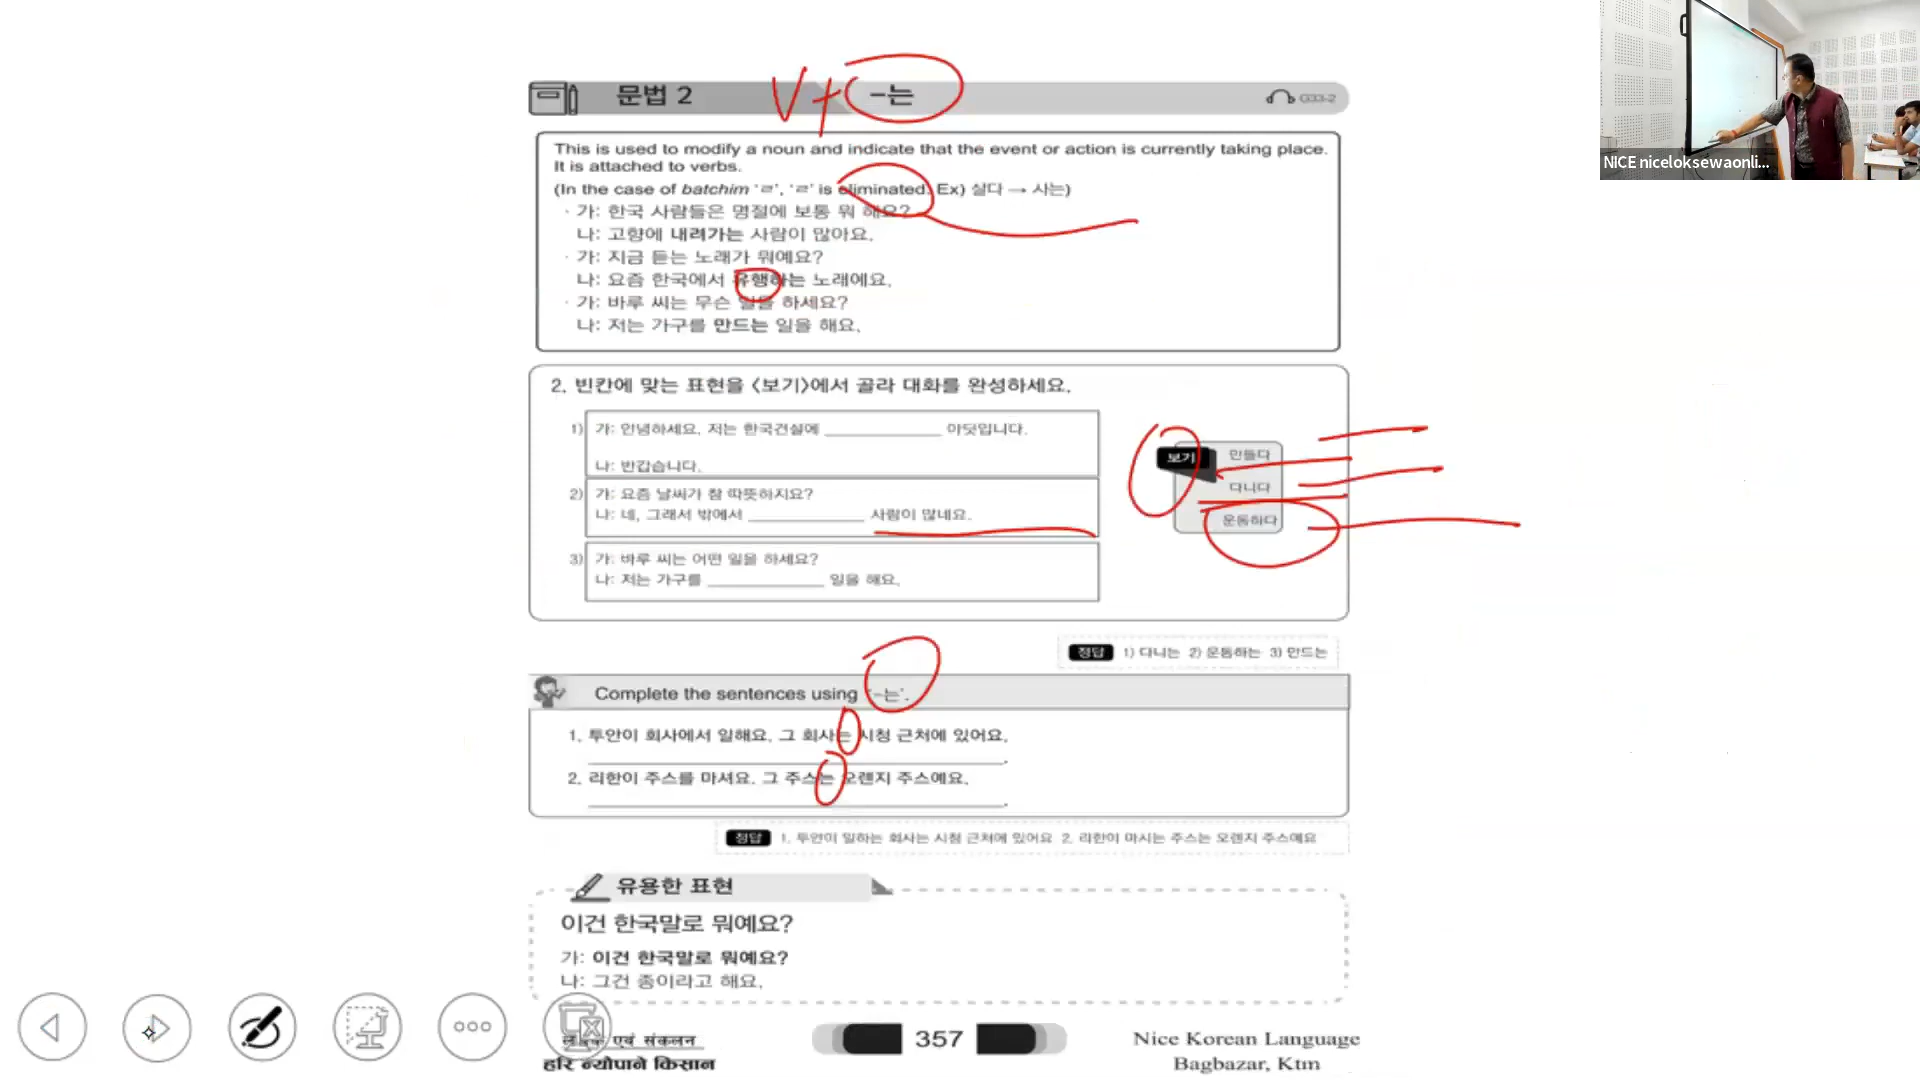 문법 2
V+
-는
G33-2
NICE niceloksewaonli...
This is used to modify a noun and indicate that the event or action is currently taking place.
It is attached to verbs.
(In the case of batchim ‘ㄹ’, ‘ㄹ’ is eliminated. Ex) 살다 → 사는)
· 가: 한국 사람들은 명절에 보통 뭐 해요?
나: 고향에 내려가는 사람이 많아요.
· 가: 지금 듣는 노래가 뭐예요?
나: 요즘 한국에서 유행하는 노래예요.
· 가: 바루 씨는 무슨 일을 하세요?
나: 저는 가구를 만드는 일을 해요.
2. 빈칸에 맞는 표현을 〈보기〉에서 골라 대화를 완성하세요.
1) 가: 안녕하세요. 저는 한국건설에 ____________ 아딧입니다.
나: 반갑습니다.
2) 가: 요즘 날씨가 참 따뜻하지요?
나: 네, 그래서 밖에서 ____________ 사람이 많네요.
3) 가: 바루 씨는 어떤 일을 하세요?
나: 저는 가구를 ____________ 일을 해요.
보기
만들다
다니다
운동하다
정답 1) 다니는 2) 운동하는 3) 만드는
Complete the sentences using ‘-는’.
1. 투안이 회사에서 일해요. 그 회사는 시청 근처에 있어요.
2. 리한이 주스를 마셔요. 그 주스는 오렌지 주스예요.
정답 1. 투안이 일하는 회사는 시청 근처에 있어요 2. 리한이 마시는 주스는 오렌지 주스예요
유용한 표현
이건 한국말로 뭐예요?
가: 이건 한국말로 뭐예요?
나: 그건 종이라고 해요.
एवं संकलन
हरि न्यौपाने किसान
357
Nice Korean Language
Bagbazar, Ktm